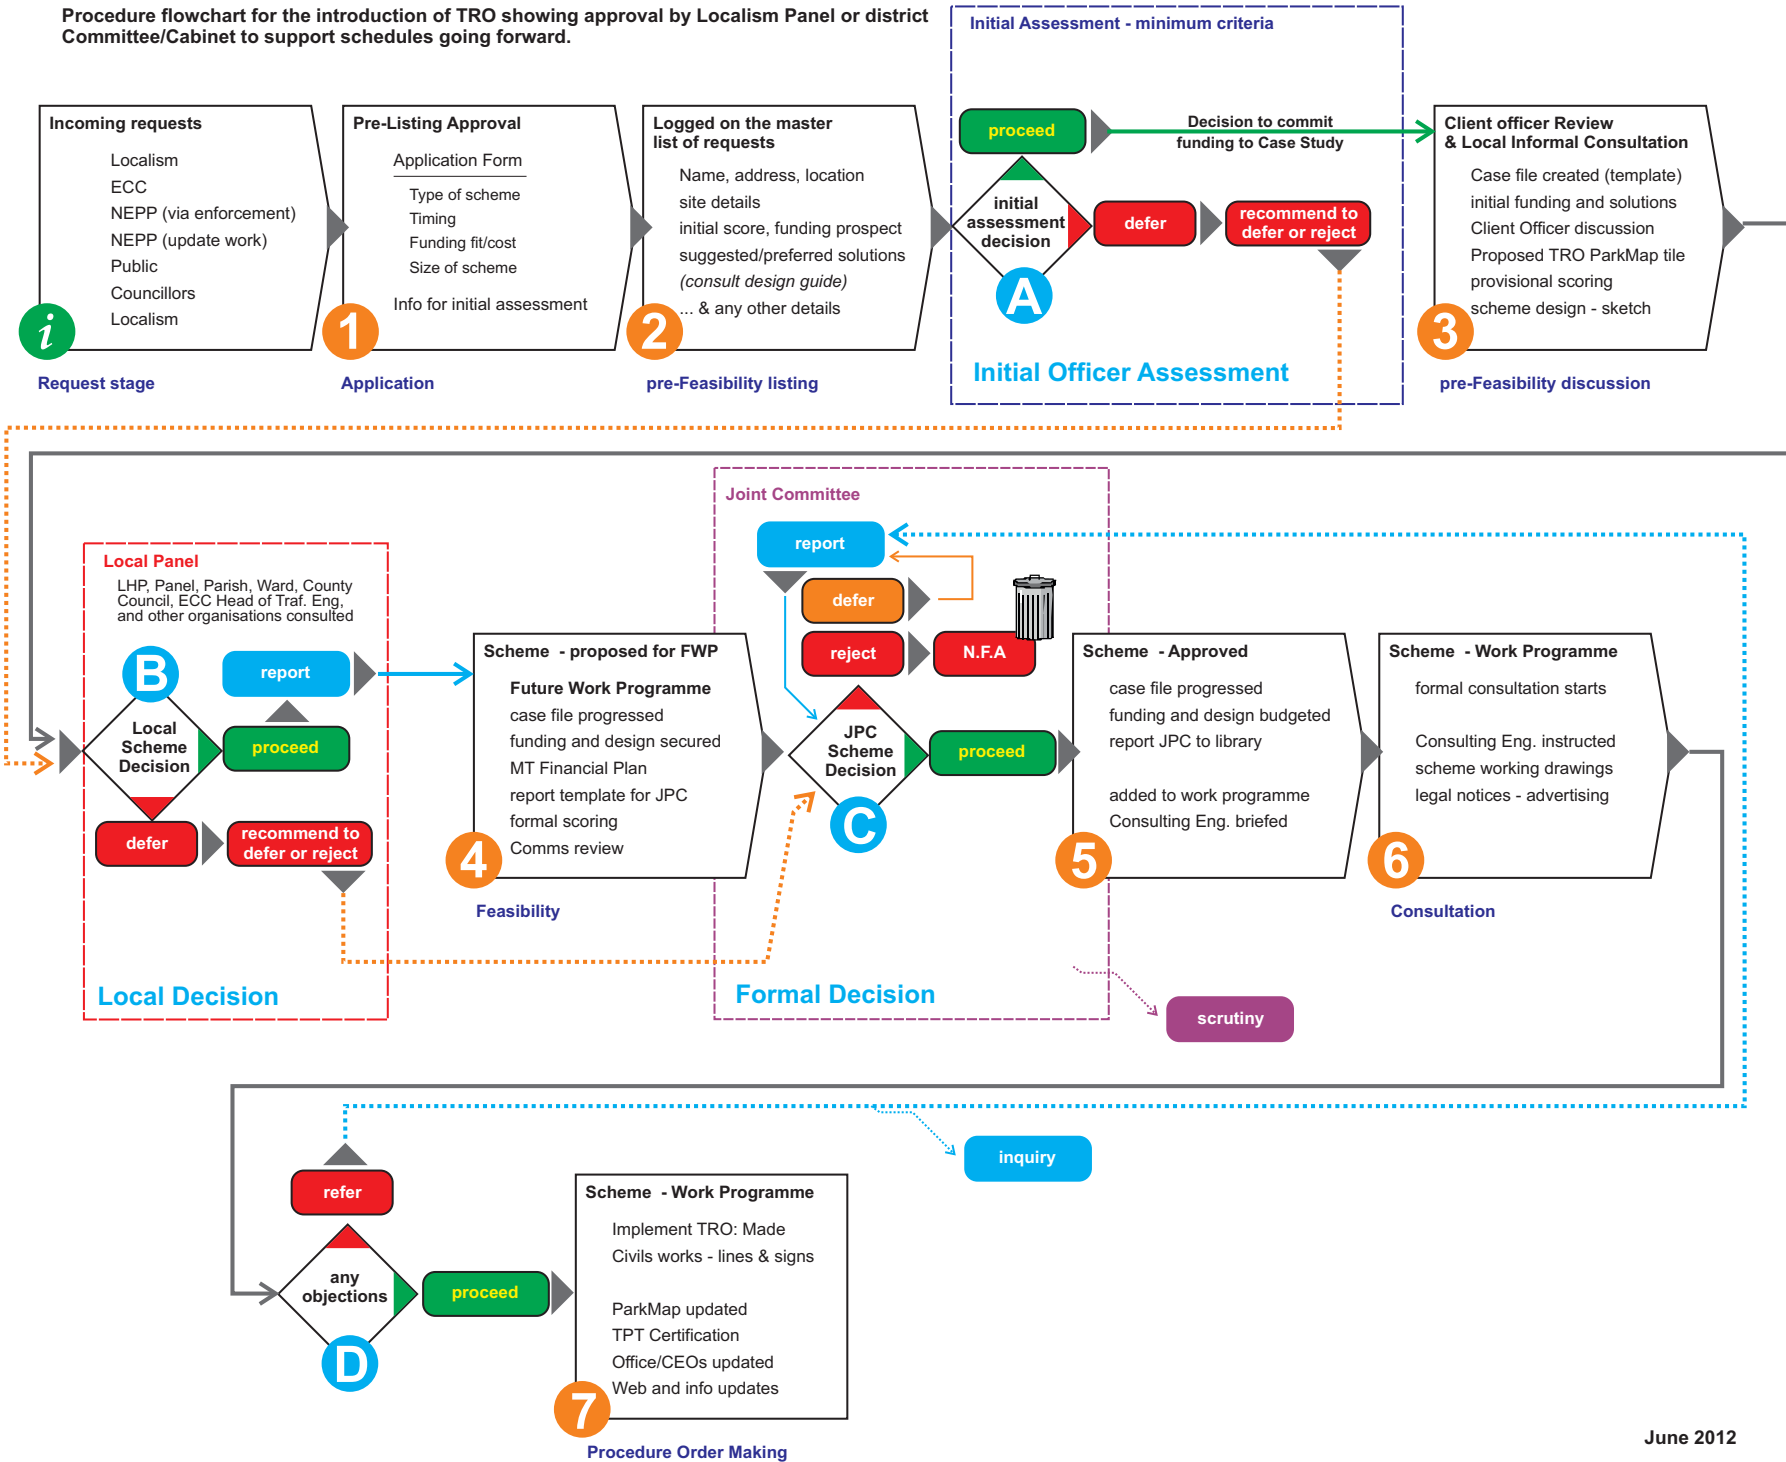 Procedure flowchart for the introduction of TRO showing approval by Localism Panel or district
Committee/Cabinet to support schedules going forward.
Incoming requests
Localism
ECC
NEPP (via enforcement)
NEPP (update work)
Public
Councillors
Localism
i
Request stage
Pre-Listing Approval
Application Form
Type of scheme
Timing
Funding fit/cost
Size of scheme
Info for initial assessment
1
Application
Logged on the master
list of requests
Name, address, location
site details
initial score, funding prospect
suggested/preferred solutions
(consult design guide)
... & any other details
2
pre-Feasibility listing
Initial Assessment - minimum criteria
proceed
Decision to commit
funding to Case Study
initial
assessment
decision
defer
recommend to
defer or reject
A
Initial Officer Assessment
Client officer Review
& Local Informal Consultation
Case file created (template)
initial funding and solutions
Client Officer discussion
Proposed TRO ParkMap tile
provisional scoring
scheme design - sketch
3
pre-Feasibility discussion
Local Panel
LHP, Panel, Parish, Ward, County
Council, ECC Head of Traf. Eng,
and other organisations consulted
B
report
Local
Scheme
Decision
proceed
defer
recommend to
defer or reject
Local Decision
Scheme - proposed for FWP
Future Work Programme
case file progressed
funding and design secured
MT Financial Plan
report template for JPC
formal scoring
Comms review
4
Feasibility
Joint Committee
report
defer
reject
N.F.A
JPC
Scheme
Decision
proceed
C
Formal Decision
Scheme - Approved
case file progressed
funding and design budgeted
report JPC to library
added to work programme
Consulting Eng. briefed
5
Scheme - Work Programme
formal consultation starts
Consulting Eng. instructed
scheme working drawings
legal notices - advertising
6
Consultation
scrutiny
inquiry
refer
any
objections
proceed
D
Scheme - Work Programme
Implement TRO: Made
Civils works - lines & signs
ParkMap updated
TPT Certification
Office/CEOs updated
Web and info updates
7
Procedure Order Making
June 2012